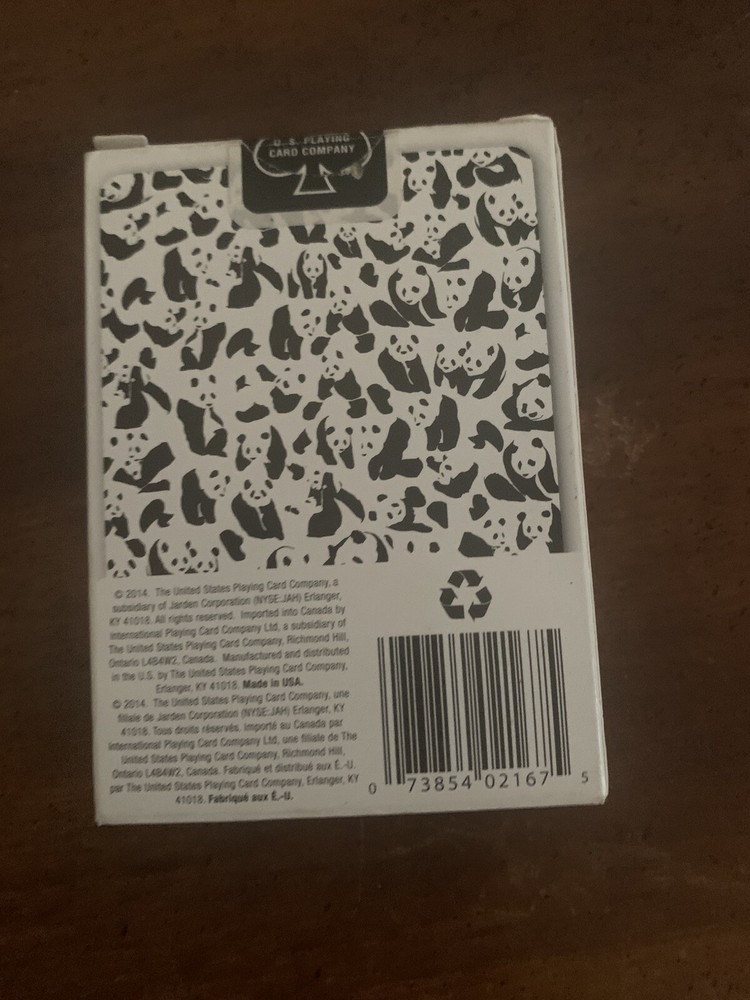 U.S. PLAYING
CARD COMPANY
© 2014. The United States Playing Card Company, a
subsidiary of Jarden Corporation (NYSE:JAH) Erlanger,
KY 41018. All rights reserved. Imported into Canada by
International Playing Card Company Ltd, a subsidiary of
The United States Playing Card Company, Richmond Hill,
Ontario L4B4W2, Canada. Manufactured and distributed
in the U.S. by The United States Playing Card Company,
Erlanger, KY 41018. Made in USA.
© 2014. The United States Playing Card Company, une
filiale de Jarden Corporation (NYSE:JAH) Erlanger, KY
41018. Tous droits réservés. Importé au Canada par
International Playing Card Company Ltd, une filiale de The
United States Playing Card Company, Richmond Hill,
Ontario L4B4W2, Canada. Fabriqué et distribué aux É.-U.
par The United States Playing Card Company, Erlanger, KY
41018. Fabriqué aux É.-U.
0 73854 02167 5